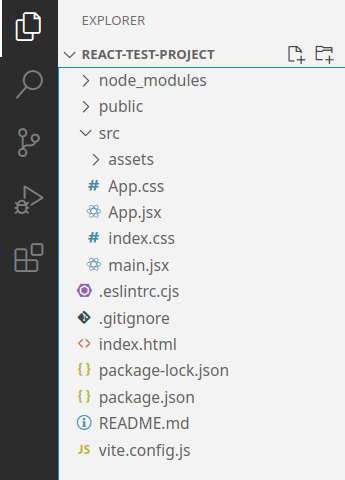 EXPLORER
REACT-TEST-PROJECT
node_modules
public
src
assets
# App.css
App.jsx
# index.css
main.jsx
.eslintrc.cjs
.gitignore
<> index.html
{} package-lock.json
{} package.json
README.md
JS vite.config.js